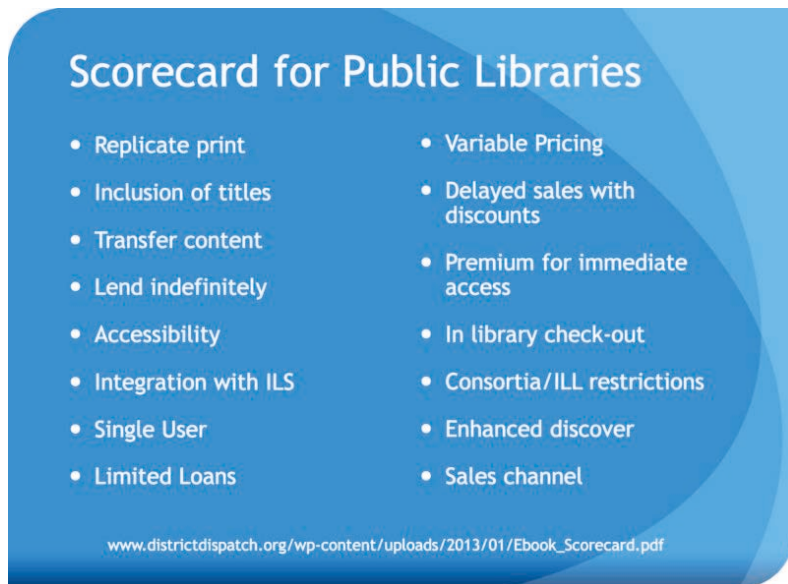 Scorecard for Public Libraries
• Replicate print
• Inclusion of titles
• Transfer content
• Lend indefinitely
• Accessibility
• Integration with ILS
• Single User
• Limited Loans
• Variable Pricing
• Delayed sales with
discounts
• Premium for immediate
access
• In library check-out
• Consortia/ILL restrictions
• Enhanced discover
• Sales channel
www.districtdispatch.org/wp-content/uploads/2013/01/Ebook_Scorecard.pdf